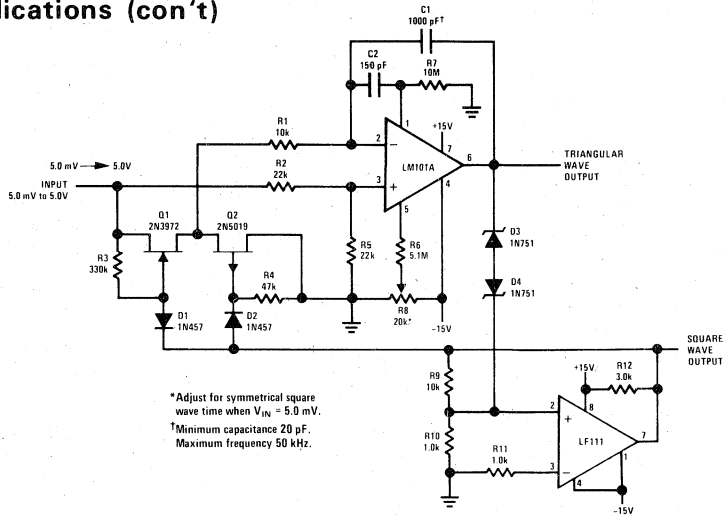 lications (con't)
C1
1000 pF†
C2
150 pF
R7
10M
R1
10k
+15V
1
2
7
LM101A
6
TRIANGULAR
WAVE
OUTPUT
5.0 mV → 5.0V
INPUT
5.0 mV to 5.0V
R2
22k
3
4
5
Q1
2N3972
Q2
2N5019
R3
330k
R4
47k
R5
22k
R6
5.1M
R8
20k*
-15V
D3
1N751
D4
1N751
D1
1N457
D2
1N457
SQUARE
WAVE
OUTPUT
*Adjust for symmetrical square
wave time when VIN = 5.0 mV.
†Minimum capacitance 20 pF.
Maximum frequency 50 kHz.
R9
10k
+15V
R12
3.0k
2
8
R10
1.0k
R11
1.0k
LF111
7
3
1
4
-15V